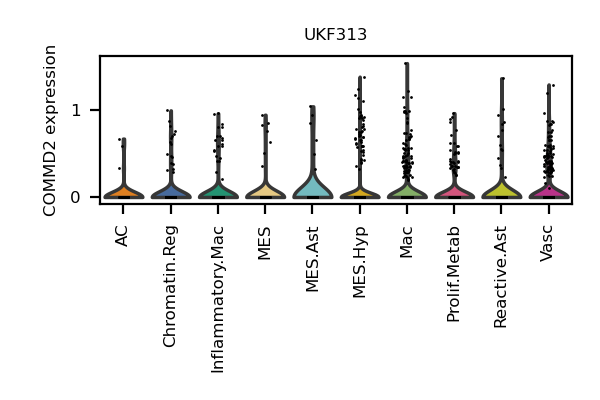 UKF313
COMMD2 expression
1
0
AC
Chromatin.Reg
Inflammatory.Mac
MES
MES.Ast
MES.Hyp
Mac
Prolif.Metab
Reactive.Ast
Vasc